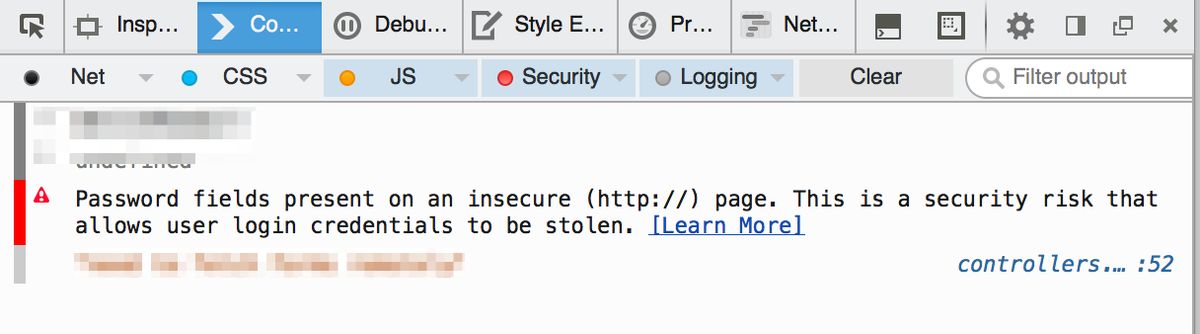 Insp... Co... Debu... Style E... Pr... Net...
Net CSS JS Security Logging Clear Filter output
undefined
Password fields present on an insecure (http://) page. This is a security risk that
allows user login credentials to be stolen. [Learn More]
controllers.… :52